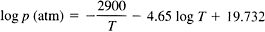 log p (atm) = −2900/T − 4.65 log T + 19.732